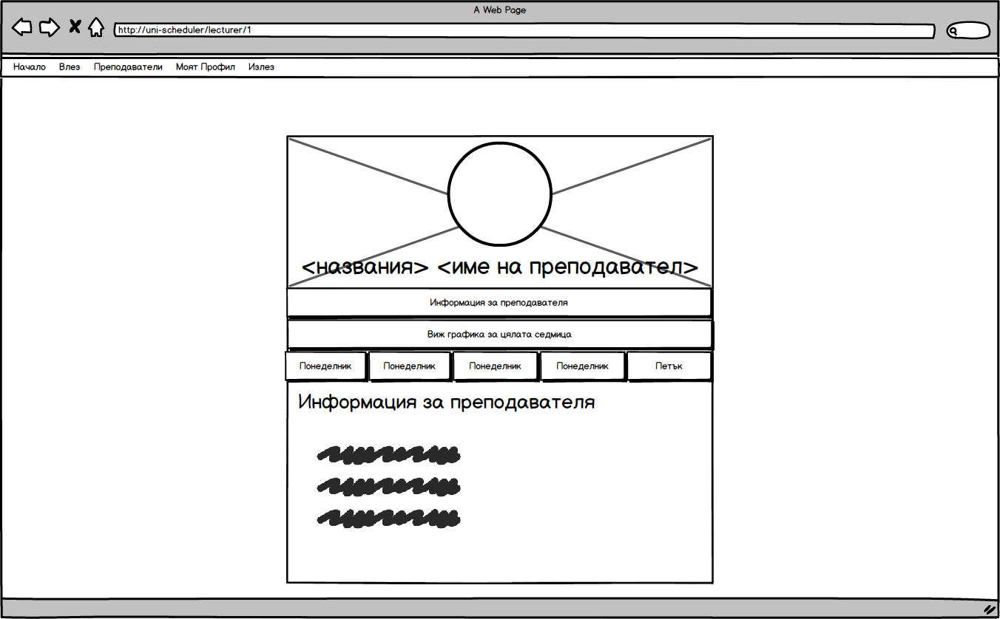 A Web Page
http://uni-scheduler/lecturer/1
Начало Влез Преподаватели Моят Профил Излез
<названия> <име на преподавател>
Информация за преподавателя
Виж графика за цялата седмица
Понеделник Понеделник Понеделник Понеделник Петък
Информация за преподавателя